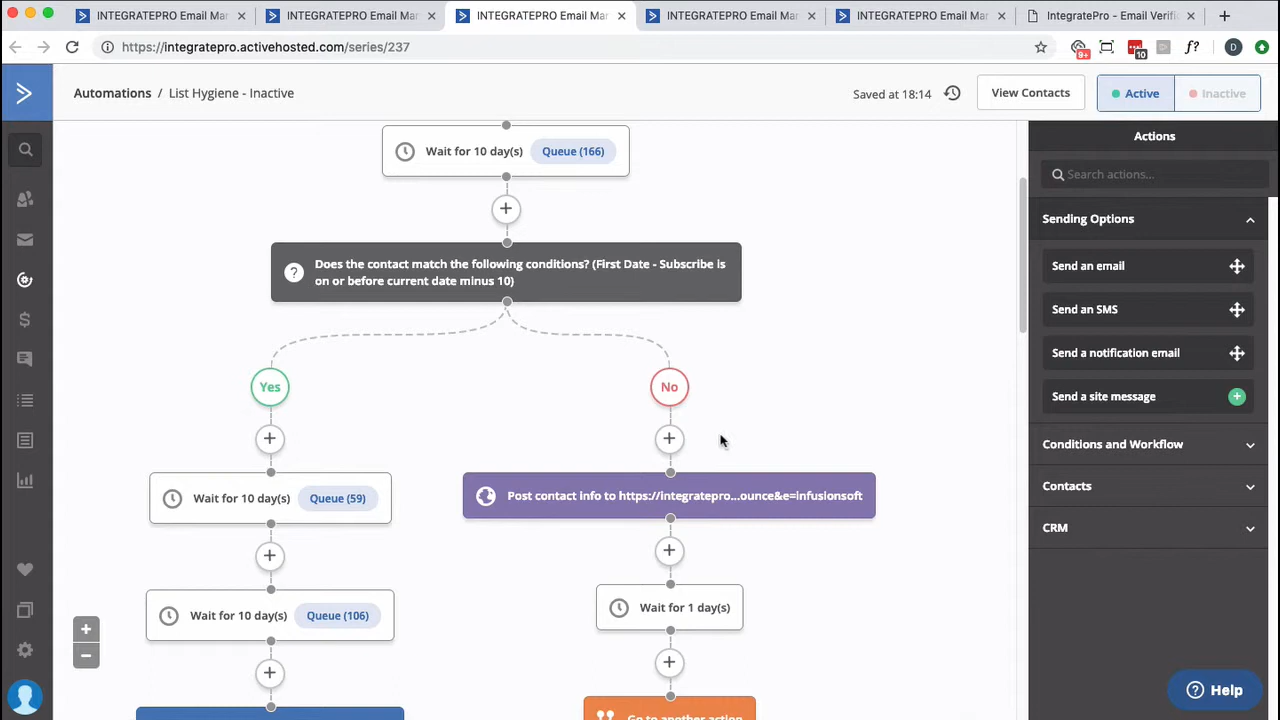 INTEGRATEPRO Email Mar
INTEGRATEPRO Email Mar
INTEGRATEPRO Email Mar
INTEGRATEPRO Email Mar
INTEGRATEPRO Email Mar
IntegratePro - Email Verific
https://integratepro.activehosted.com/series/237
9+
10
f?
D
Automations / List Hygiene - Inactive
Saved at 18:14
View Contacts
Active
Inactive
Wait for 10 day(s) Queue (166)
Does the contact match the following conditions? (First Date - Subscribe is
on or before current date minus 10)
Yes
No
Wait for 10 day(s) Queue (59)
Post contact info to https://integratepro...ounce&e=infusionsoft
Wait for 10 day(s) Queue (106)
Wait for 1 day(s)
Go to another action
Actions
Search actions...
Sending Options
Send an email
Send an SMS
Send a notification email
Send a site message
Conditions and Workflow
Contacts
CRM
Help